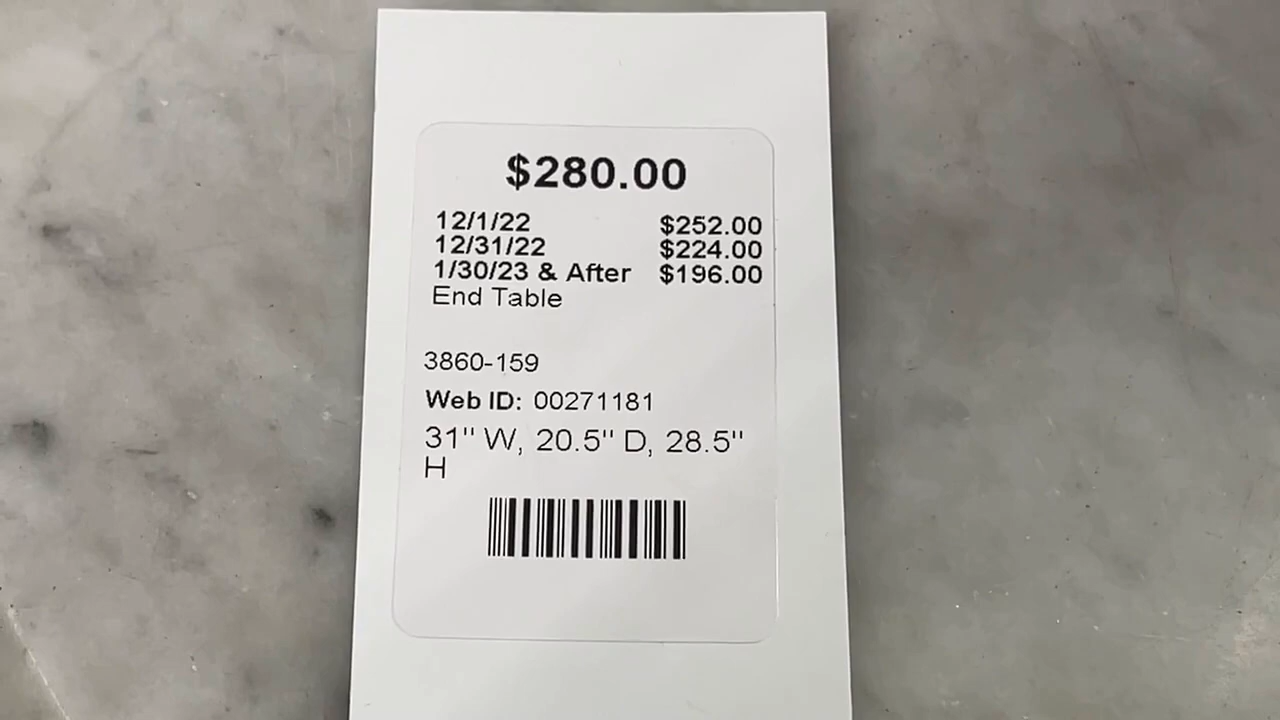 $280.00
12/1/22 $252.00
12/31/22 $224.00
1/30/23 & After $196.00
End Table
3860-159
Web ID: 00271181
31" W, 20.5" D, 28.5"
H